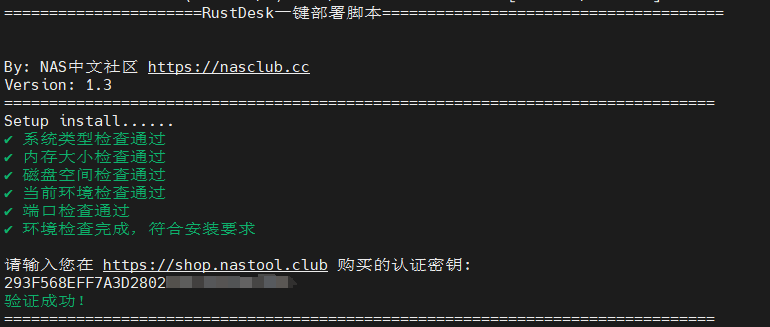 ======================RustDesk一键部署脚本======================================
By: NAS中文社区 https://nasclub.cc
Version: 1.3
===============================================================================
Setup install......
✔ 系统类型检查通过
✔ 内存大小检查通过
✔ 磁盘空间检查通过
✔ 当前环境检查通过
✔ 端口检查通过
✔ 环境检查完成，符合安装要求
请输入您在 https://shop.nastool.club 购买的认证密钥:
293F568EFF7A3D2802
验证成功！
===============================================================================